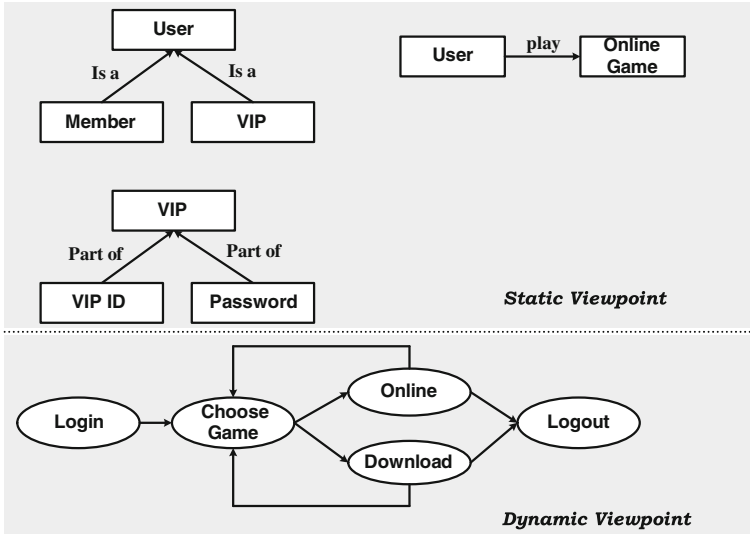 User
Is a
Is a
Member
VIP
User
play
Online
Game
VIP
Part of
Part of
VIP ID
Password
Static Viewpoint
Login
Choose
Game
Online
Download
Logout
Dynamic Viewpoint